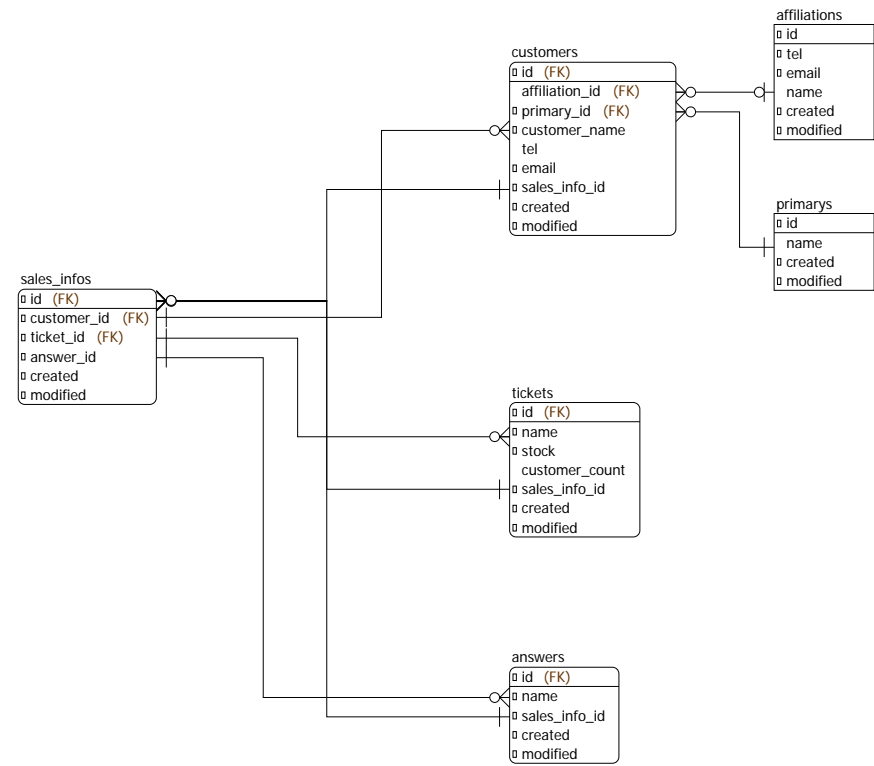 affiliations
id
tel
email
name
created
modified
customers
id (FK)
affiliation_id (FK)
primary_id (FK)
customer_name
tel
email
sales_info_id
created
modified
primarys
id
name
created
modified
sales_infos
id (FK)
customer_id (FK)
ticket_id (FK)
answer_id
created
modified
tickets
id (FK)
name
stock
customer_count
sales_info_id
created
modified
answers
id (FK)
name
sales_info_id
created
modified